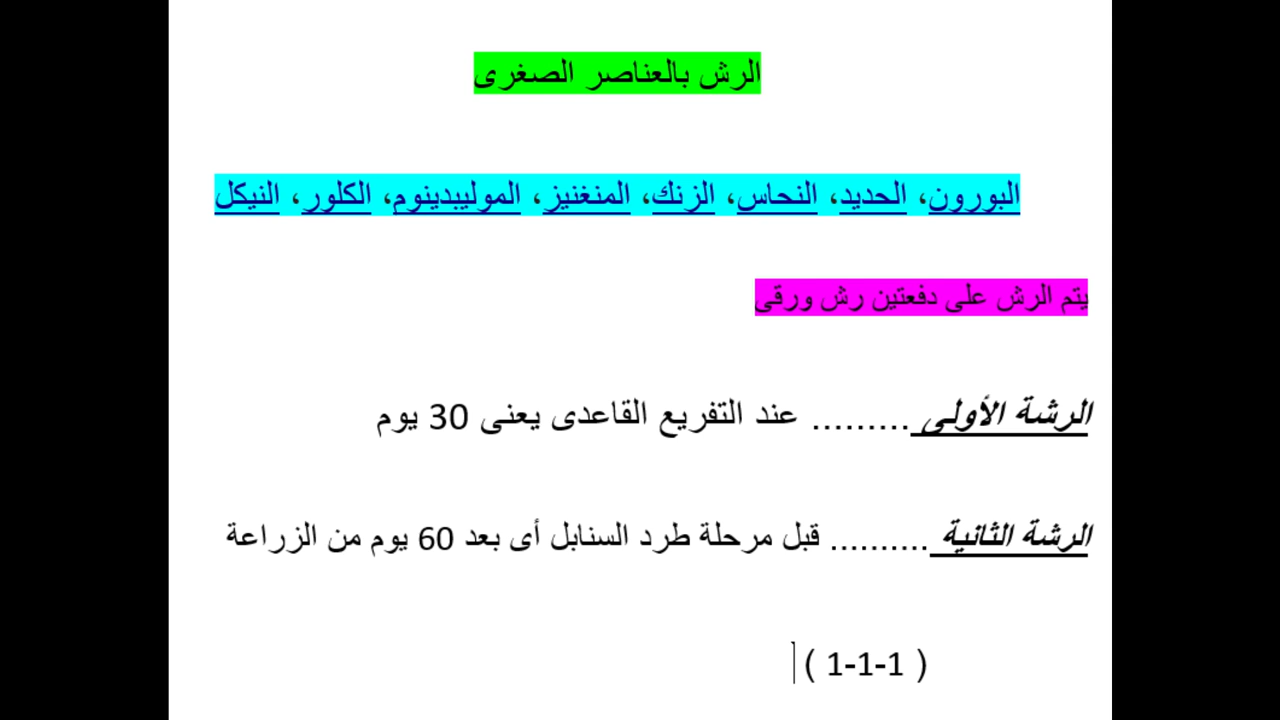 الرش بالعناصر الصغرى
البورون، الحديد، النحاس، الزنك، المنغنيز، الموليبدينوم، الكلور، النيكل
يتم الرش على دفعتين رش ورقى
الرشة الأولى ......... عند التفريع القاعدى يعنى 30 يوم
الرشة الثانية .......... قبل مرحلة طرد السنابل أى بعد 60 يوم من الزراعة
( 1-1-1 )